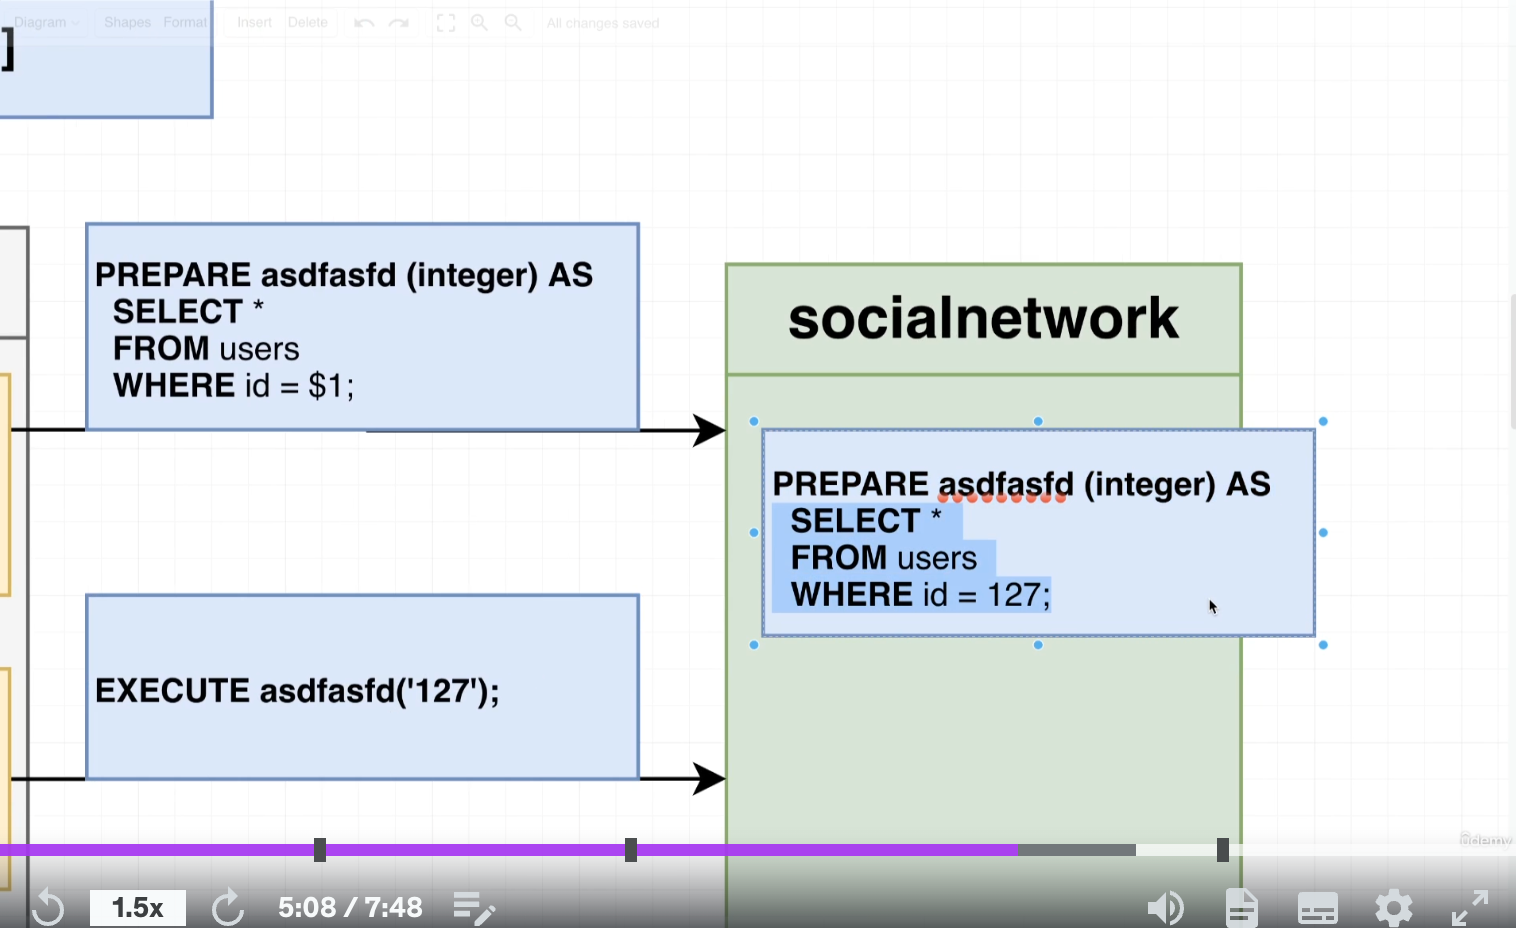 Diagram Shapes Format Insert Delete All changes saved
]
PREPARE asdfasfd (integer) AS
SELECT *
FROM users
WHERE id = $1;
socialnetwork
PREPARE asdfasfd (integer) AS
SELECT *
FROM users
WHERE id = 127;
EXECUTE asdfasfd('127');
ûdemy
1.5x 5:08 / 7:48